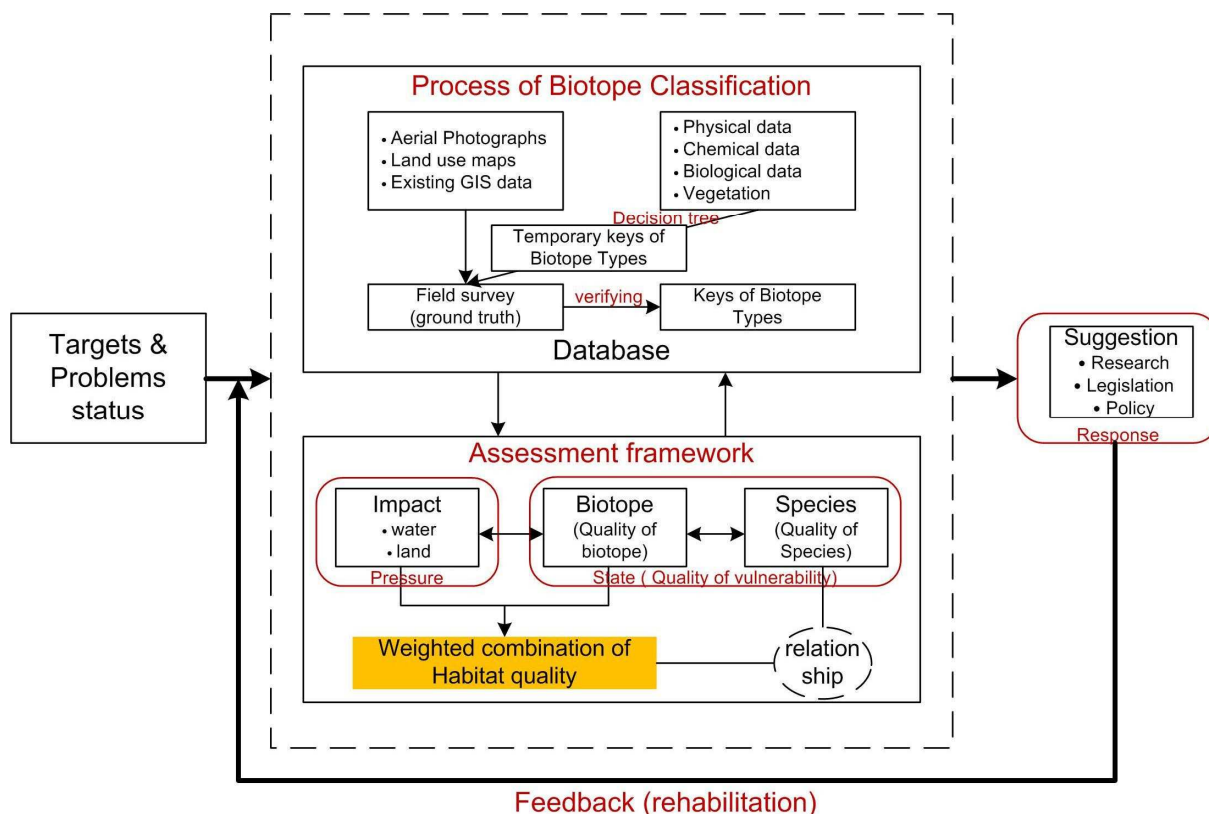 Process of Biotope Classification
• Aerial Photographs
• Land use maps
• Existing GIS data
• Physical data
• Chemical data
• Biological data
• Vegetation
Decision tree
Temporary keys of
Biotope Types
Field survey
(ground truth)
verifying
Keys of Biotope
Types
Database
Targets &
Problems
status
Suggestion
• Research
• Legislation
• Policy
Response
Assessment framework
Impact
• water
• land
Pressure
Biotope
(Quality of
biotope)
Species
(Quality of
Species)
State ( Quality of vulnerability)
Weighted combination of
Habitat quality
relation
ship
Feedback (rehabilitation)